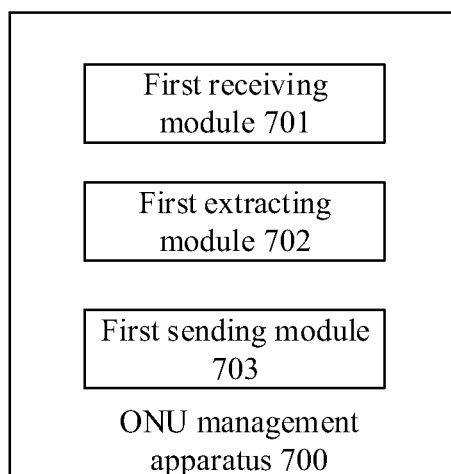 First receiving
module 701
First extracting
module 702
First sending module
703
ONU management
apparatus 700